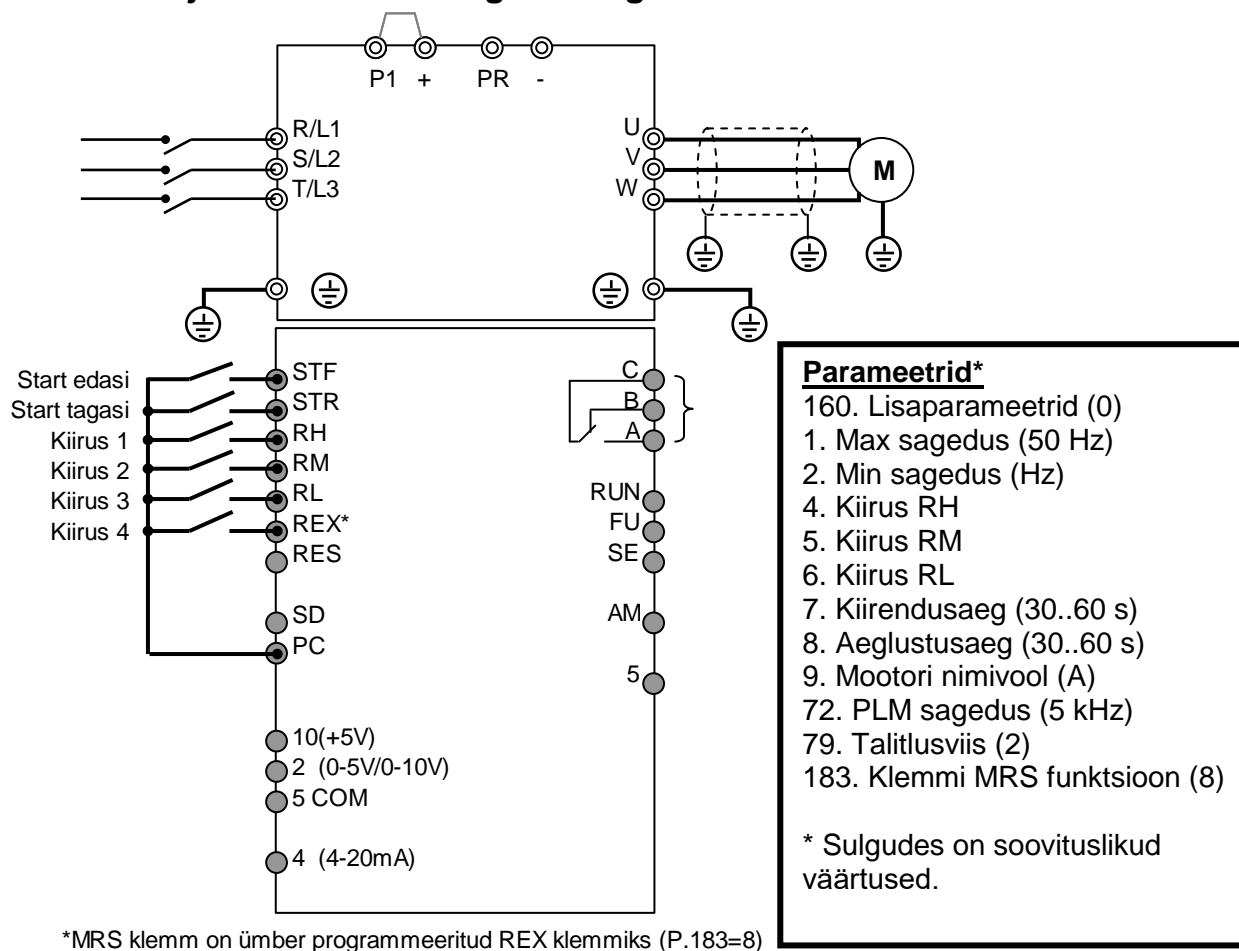 P1 + PR -
R/L1
S/L2
T/L3
U
V
W
M
Start edasi
Start tagasi
Kiirus 1
Kiirus 2
Kiirus 3
Kiirus 4
STF
STR
RH
RM
RL
REX*
RES
SD
PC
10(+5V)
2 (0-5V/0-10V)
5 COM
4 (4-20mA)
C
B
A
RUN
FU
SE
AM
5
Parameetrid*
160. Lisaparameetrid (0)
1. Max sagedus (50 Hz)
2. Min sagedus (Hz)
4. Kiirus RH
5. Kiirus RM
6. Kiirus RL
7. Kiirendusaeg (30..60 s)
8. Aeglustusaeg (30..60 s)
9. Mootori nimivool (A)
72. PLM sagedus (5 kHz)
79. Talitlusviis (2)
183. Klemmi MRS funktsioon (8)
* Sulgudes on soovituslikud
väärtused.
*MRS klemm on ümber programmeeritud REX klemmiks (P.183=8)